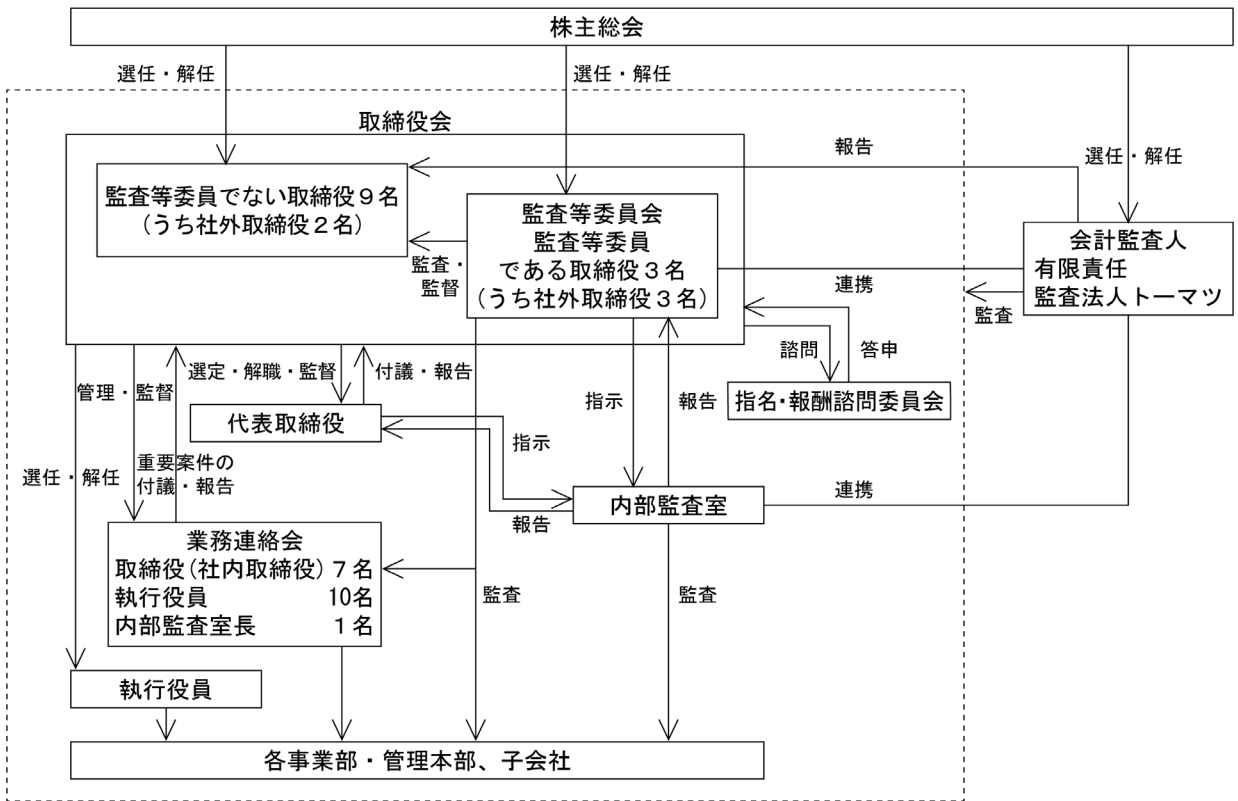 株主総会
選任・解任
選任・解任
選任・解任
取締役会
報告
監査等委員でない取締役9名
(うち社外取締役2名)
監査・
監督
監査等委員会
監査等委員
である取締役3名
(うち社外取締役3名)
連携
会計監査人
有限責任
監査法人トーマツ
監査
諮問
答申
指名・報酬諮問委員会
管理・監督
選定・解職・監督
付議・報告
代表取締役
指示
報告
指示
報告
選任・解任
重要案件の
付議・報告
内部監査室
連携
業務連絡会
取締役(社内取締役)7名
執行役員 10名
内部監査室長 1名
監査
監査
執行役員
各事業部・管理本部、子会社